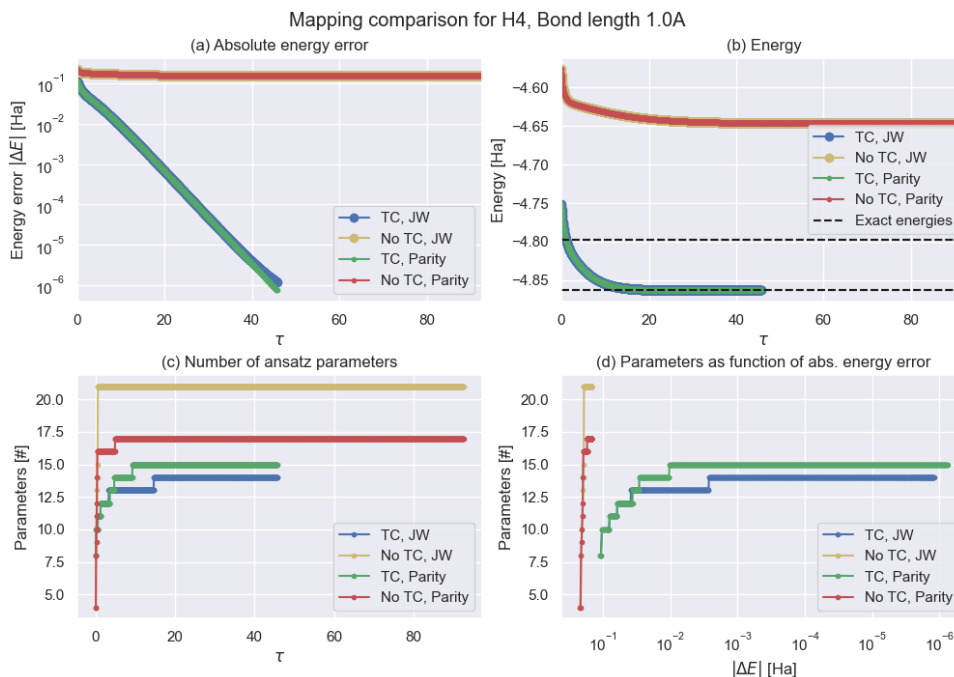 Mapping comparison for H4, Bond length 1.0A
(a) Absolute energy error
Energy error |ΔE| [Ha]
10⁻¹
10⁻²
10⁻³
10⁻⁴
10⁻⁵
10⁻⁶
TC, JW
No TC, JW
TC, Parity
No TC, Parity
0 20 40 60 80
τ
(b) Energy
Energy [Ha]
−4.60
−4.65
−4.70
−4.75
−4.80
−4.85
TC, JW
No TC, JW
TC, Parity
No TC, Parity
Exact energies
0 20 40 60 80
τ
(c) Number of ansatz parameters
Parameters [#]
20.0
17.5
15.0
12.5
10.0
7.5
5.0
TC, JW
No TC, JW
TC, Parity
No TC, Parity
0 20 40 60 80
τ
(d) Parameters as function of abs. energy error
Parameters [#]
20.0
17.5
15.0
12.5
10.0
7.5
5.0
TC, JW
No TC, JW
TC, Parity
No TC, Parity
10⁻¹ 10⁻² 10⁻³ 10⁻⁴ 10⁻⁵ 10⁻⁶
|ΔE| [Ha]